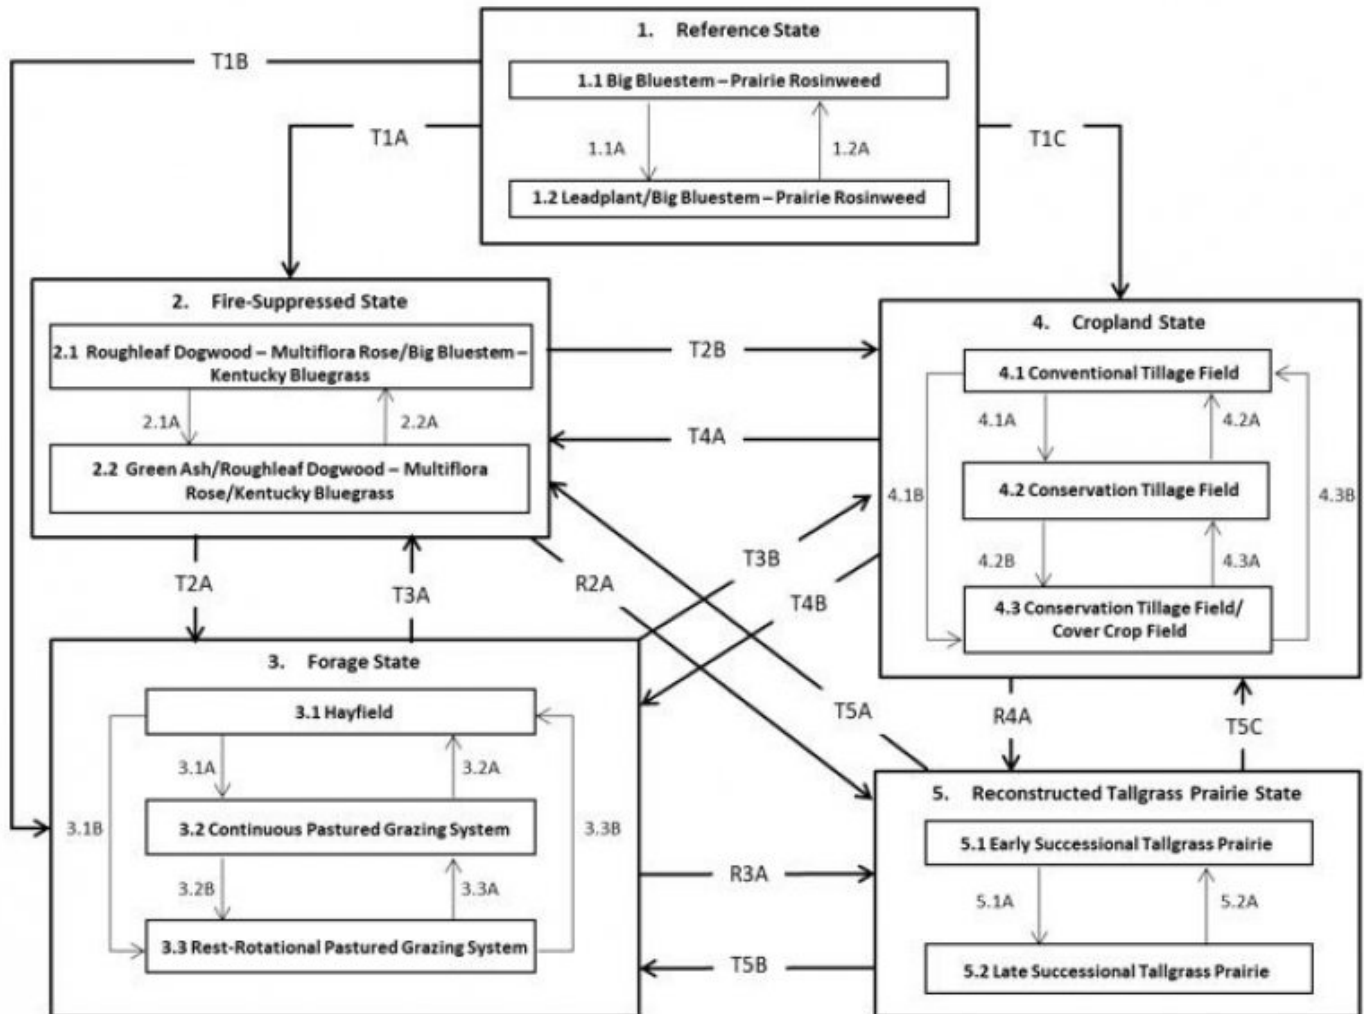 1. Reference State
T1B
1.1 Big Bluestem – Prairie Rosinweed
T1A
1.1A
1.2A
T1C
1.2 Leadplant/Big Bluestem – Prairie Rosinweed
2. Fire-Suppressed State
2.1 Roughleaf Dogwood – Multiflora Rose/Big Bluestem –
Kentucky Bluegrass
2.1A
2.2A
2.2 Green Ash/Roughleaf Dogwood – Multiflora
Rose/Kentucky Bluegrass
T2B
T4A
4. Cropland State
4.1 Conventional Tillage Field
4.1A
4.2A
4.1B
4.2 Conservation Tillage Field
4.3B
4.2B
4.3A
4.3 Conservation Tillage Field/
Cover Crop Field
T2A
T3A
R2A
T3B
T4B
T5A
R4A
T5C
3. Forage State
3.1 Hayfield
3.1A
3.2A
3.1B
3.2 Continuous Pastured Grazing System
3.3B
3.2B
3.3A
3.3 Rest-Rotational Pastured Grazing System
R3A
T5B
5. Reconstructed Tallgrass Prairie State
5.1 Early Successional Tallgrass Prairie
5.1A
5.2A
5.2 Late Successional Tallgrass Prairie